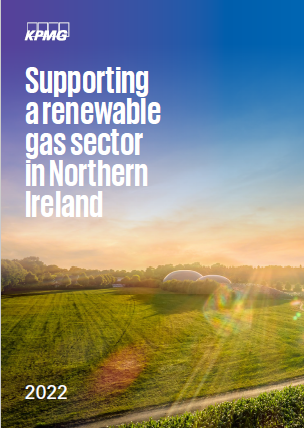 KPMG
Supporting
a renewable
gas sector
in Northern
Ireland
2022